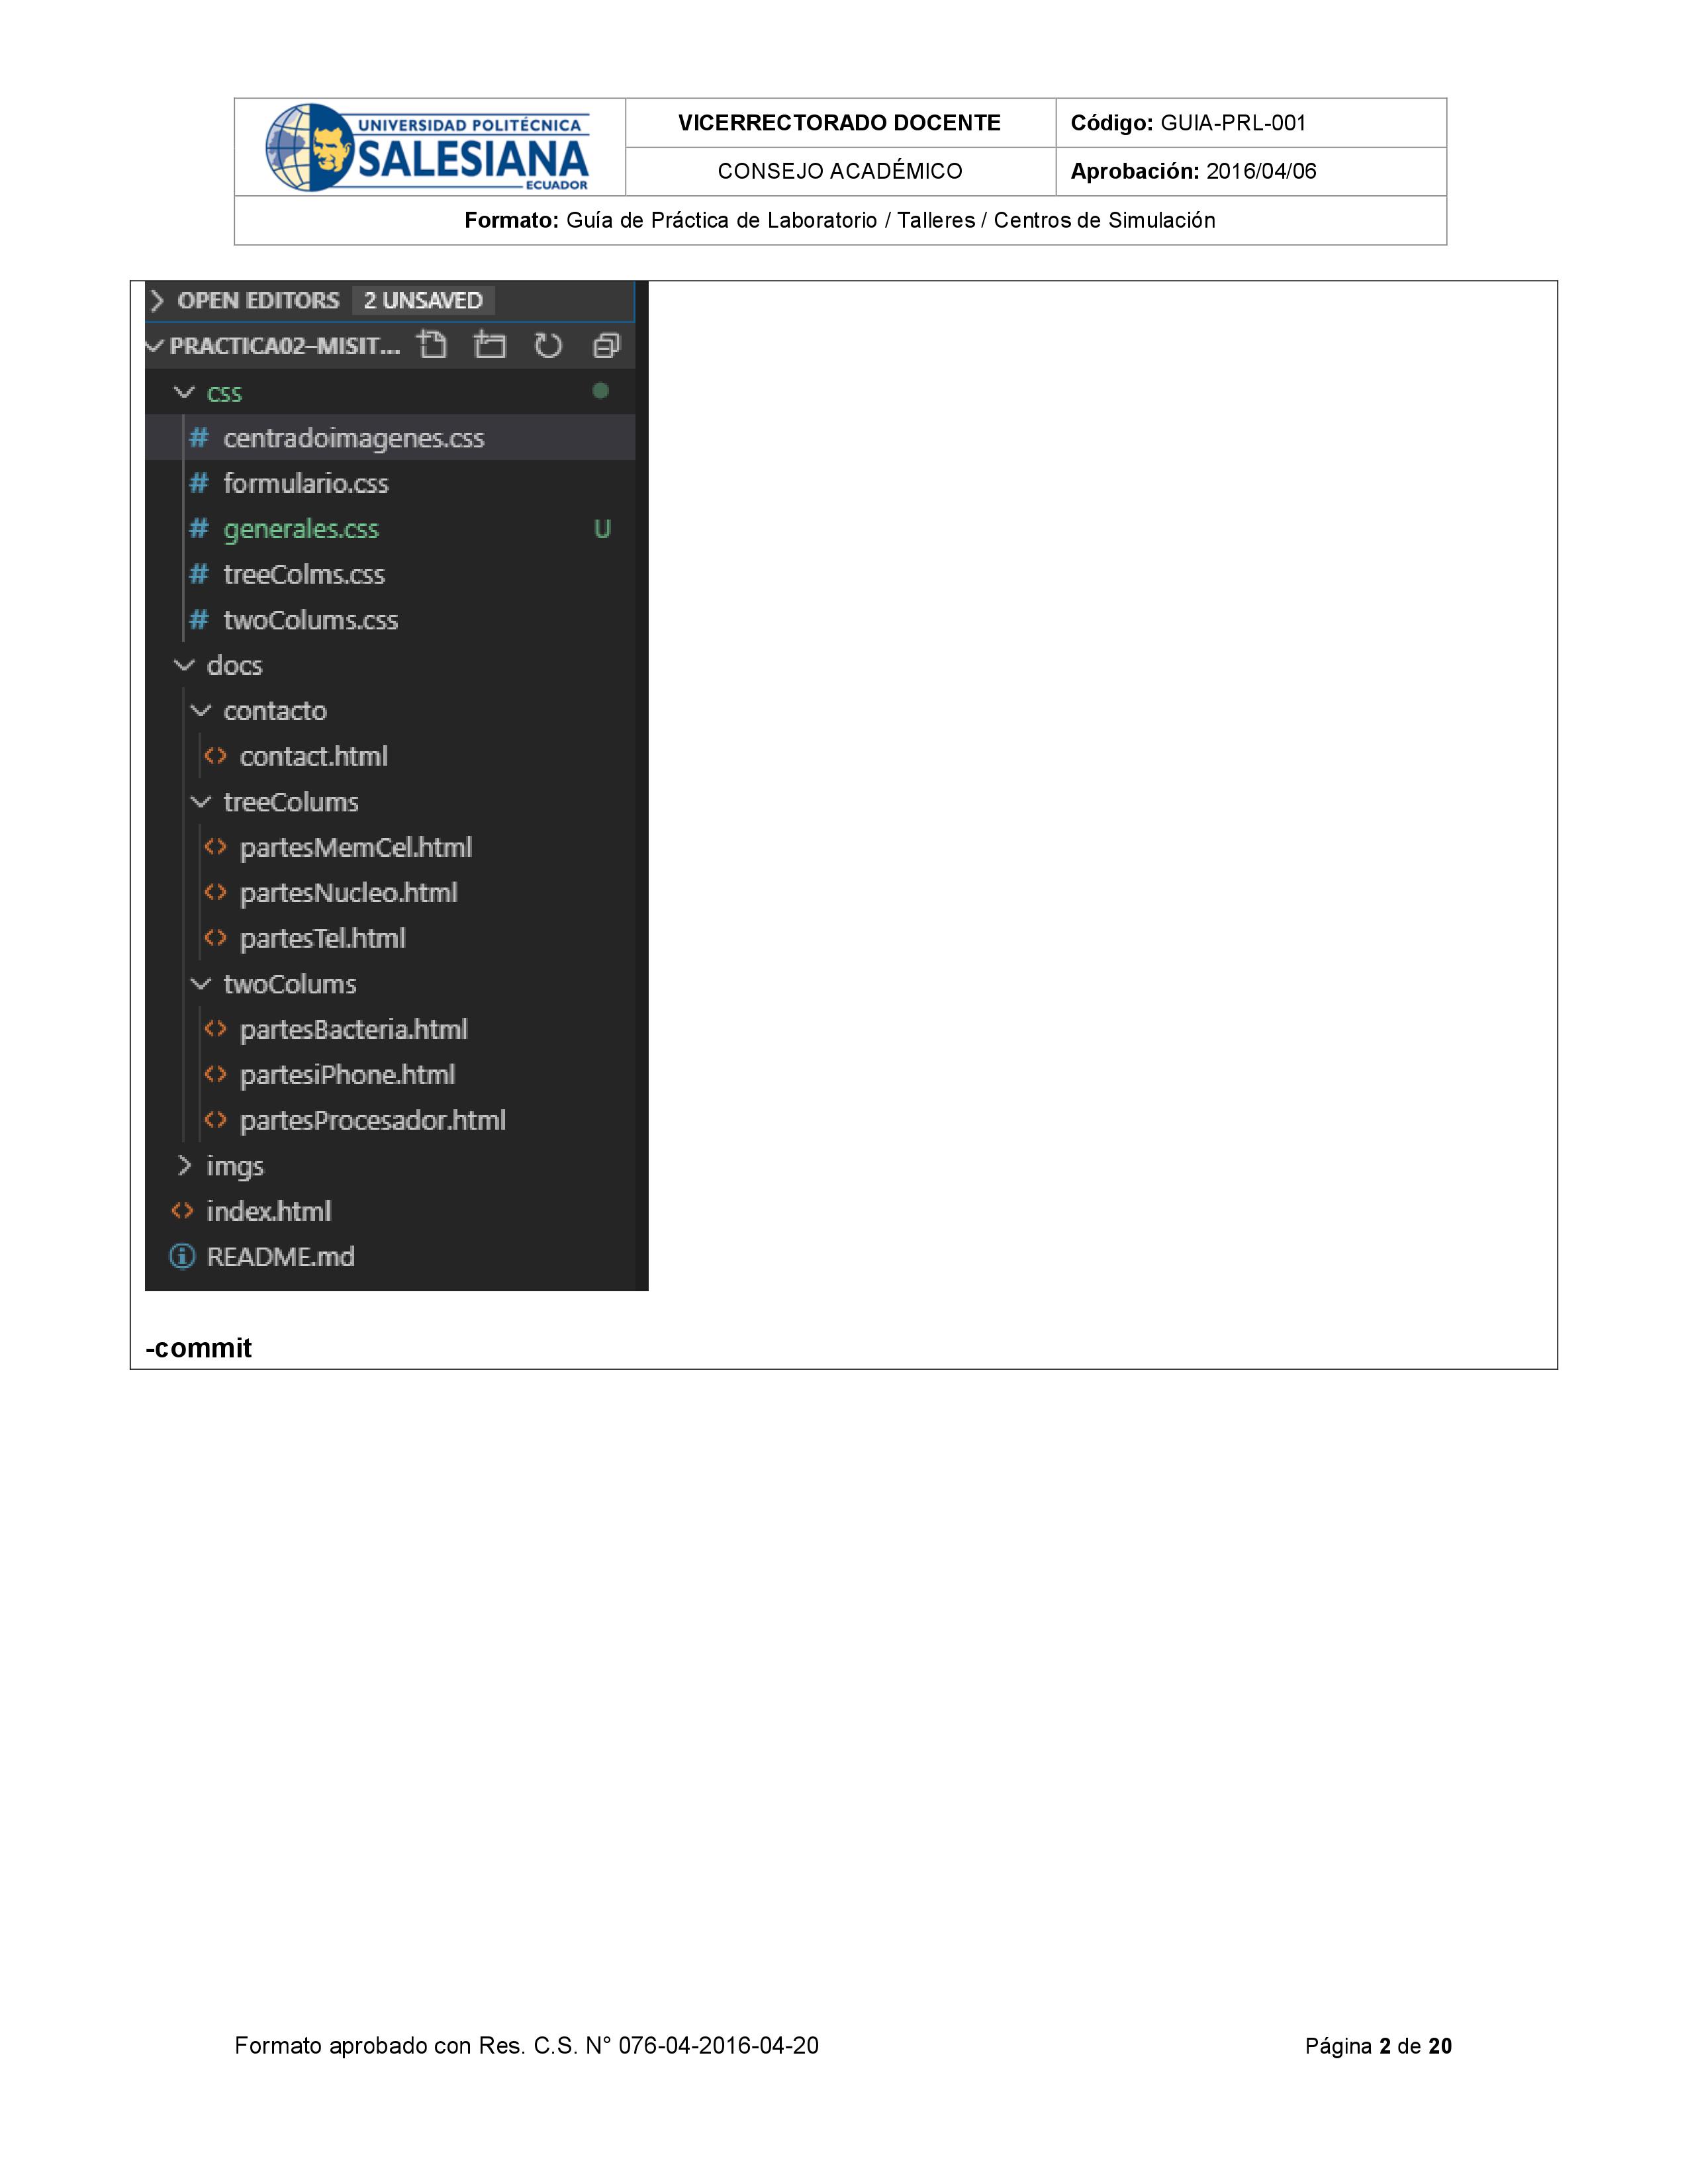 UNIVERSIDAD POLITÉCNICA
SALESIANA
ECUADOR
VICERRECTORADO DOCENTE
Código: GUIA-PRL-001
CONSEJO ACADÉMICO
Aprobación: 2016/04/06
Formato: Guía de Práctica de Laboratorio / Talleres / Centros de Simulación
OPEN EDITORS 2 UNSAVED
PRACTICA02–MISIT...
css
# centradoimagenes.css
# formulario.css
# generales.css U
# treeColms.css
# twoColums.css
docs
contacto
<> contact.html
treeColums
<> partesMemCel.html
<> partesNucleo.html
<> partesTel.html
twoColums
<> partesBacteria.html
<> partesiPhone.html
<> partesProcesador.html
imgs
<> index.html
README.md
-commit
Formato aprobado con Res. C.S. N° 076-04-2016-04-20
Página 2 de 20